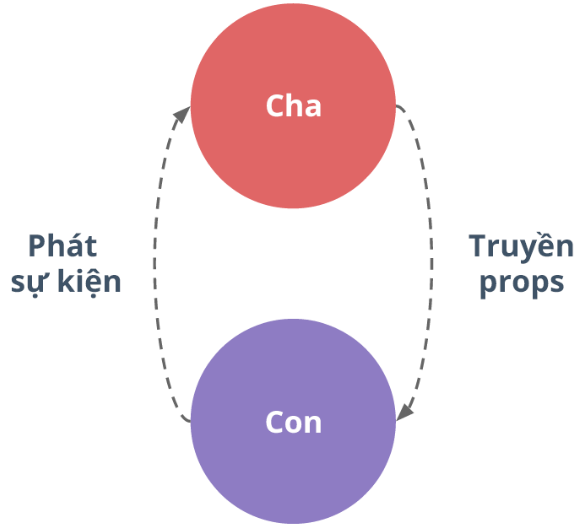 Cha
Phát
sự kiện
Truyền
props
Con